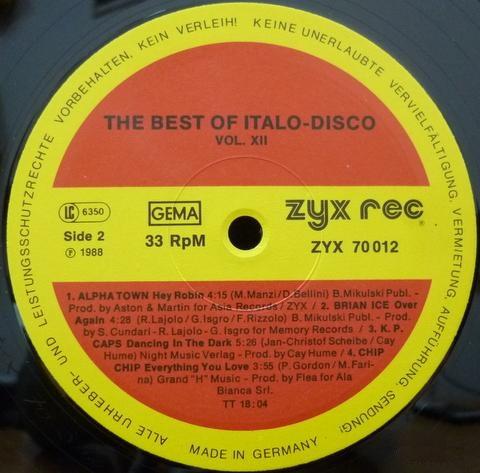 ALLE URHEBER- UND LEISTUNGSSCHUTZRECHTE VORBEHALTEN, KEIN VERLEIH! KEINE UNERLAUBTE VERVIELFÄLTIGUNG, VERMIETUNG, AUFFÜHRUNG, SENDUNG!
THE BEST OF ITALO-DISCO
VOL. XII
LC 6350
GEMA
zyx rec®
Side 2
33 RpM
ZYX 70 012
Ⓟ 1988
1. ALPHA TOWN Hey Robin 4:15 (M. Manzi/D. Bellini) B. Mikulski Publ. -
Prod. by Aston & Martin for Asia Records / ZYX / 2. BRIAN ICE Over
Again 4:28 (R. Lajolo / G. Isgro / F. Rizzolo) B. Mikulski Publ. - Prod. by
S. Cundari - R. Lajolo - G. Isgro for Memory Records / 3. K. P.
CAPS Dancing In The Dark 5:26 (Jan-Christof Scheibe / Cay
Hume) Night Music Verlag - Prod. by Cay Hume / 4. CHIP
CHIP Everything You Love 3:55 (P. Gordon / M. Fari-
na) Grand "H" Music - Prod. by Flea for Ala
Bianca Srl.
TT 18:04
MADE IN GERMANY